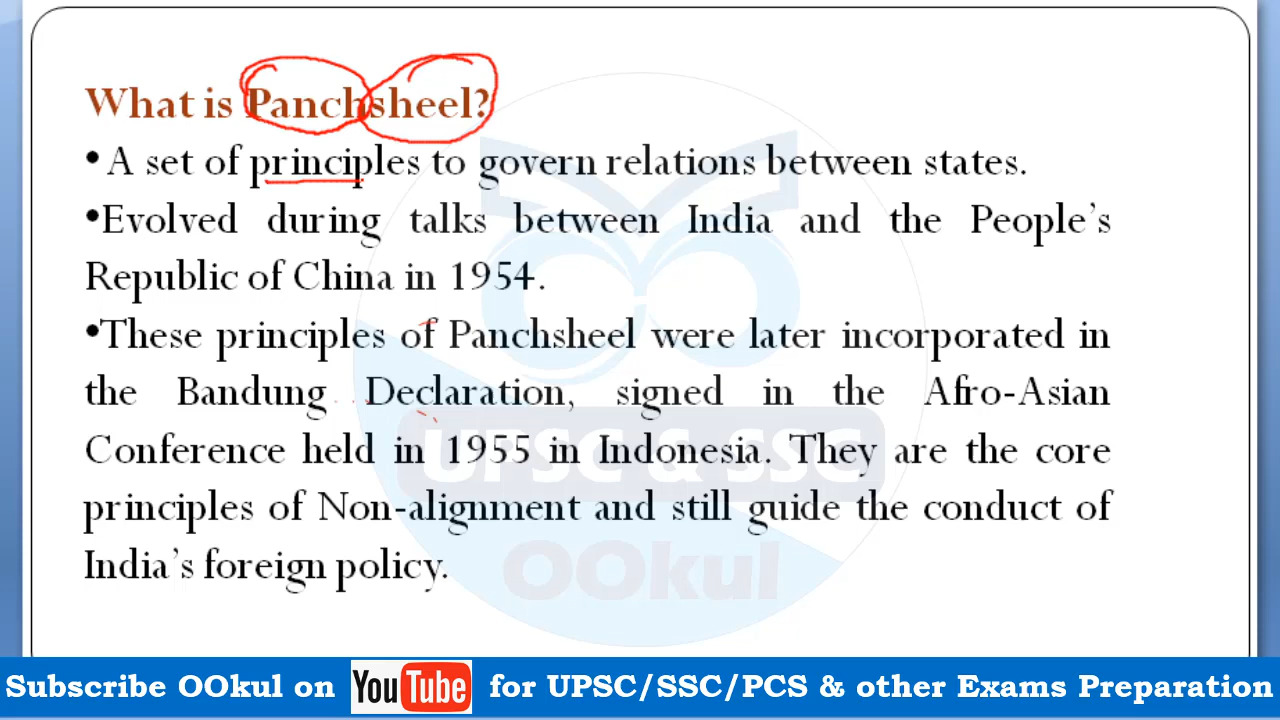 What is Panchsheel?
• A set of principles to govern relations between states.
•Evolved during talks between India and the People's
Republic of China in 1954.
•These principles of Panchsheel were later incorporated in
the Bandung Declaration, signed in the Afro-Asian
Conference held in 1955 in Indonesia. They are the core
principles of Non-alignment and still guide the conduct of
India's foreign policy.
UPSC & SSC
OOkul
Subscribe OOkul on YouTube for UPSC/SSC/PCS & other Exams Preparation